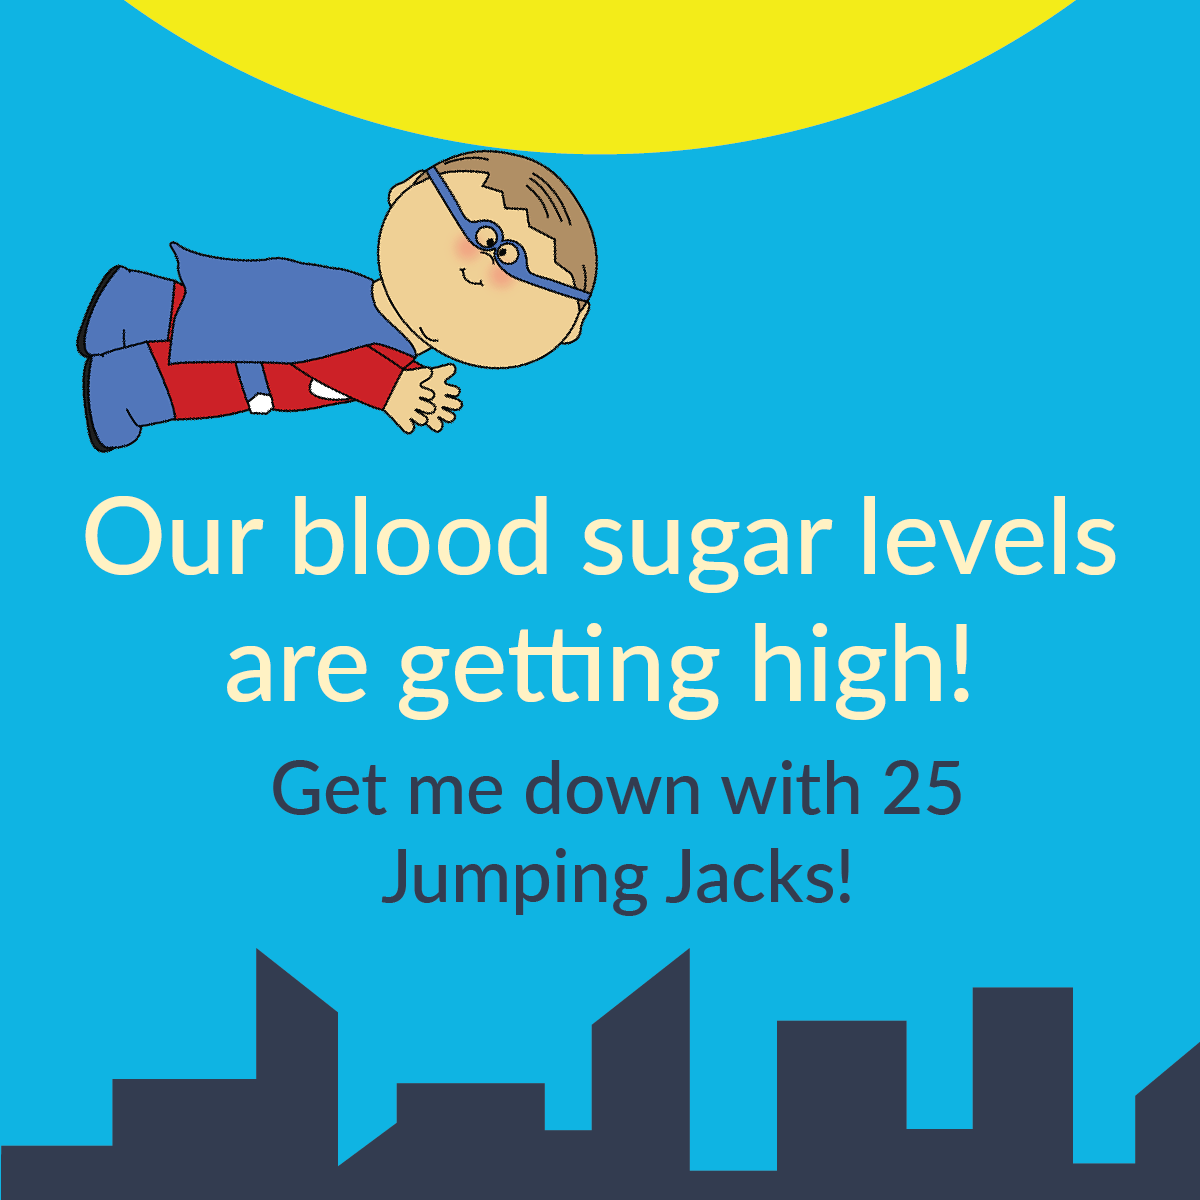 Our blood sugar levels
are getting high!
Get me down with 25
Jumping Jacks!